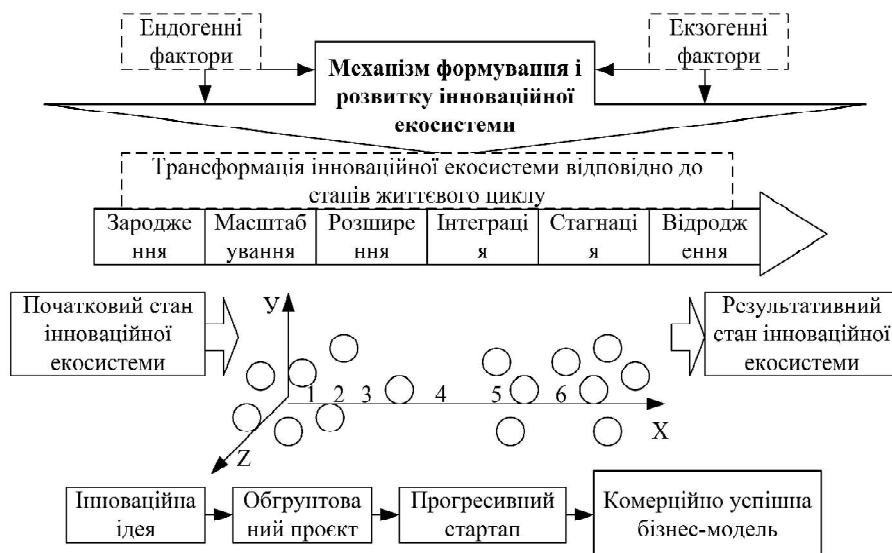 Ендогенні
фактори
Екзогенні
фактори
Механізм формування і
розвитку інноваційної
екосистеми
Трансформація інноваційної екосистеми відповідно до
стапів життєвого циклу
Зародже
ння
Масштаб
ування
Розшире
ння
Інтеграці
я
Стагнаці
я
Відродж
ення
Початковий стан
інноваційної
екосистеми
У
1 2 3 4 5 6
X
Z
Результативний
стан інноваційної
екосистеми
Інноваційна
ідея
Обгрунтова
ний проєкт
Прогресивний
стартап
Комерційно успішна
бізнес-модель